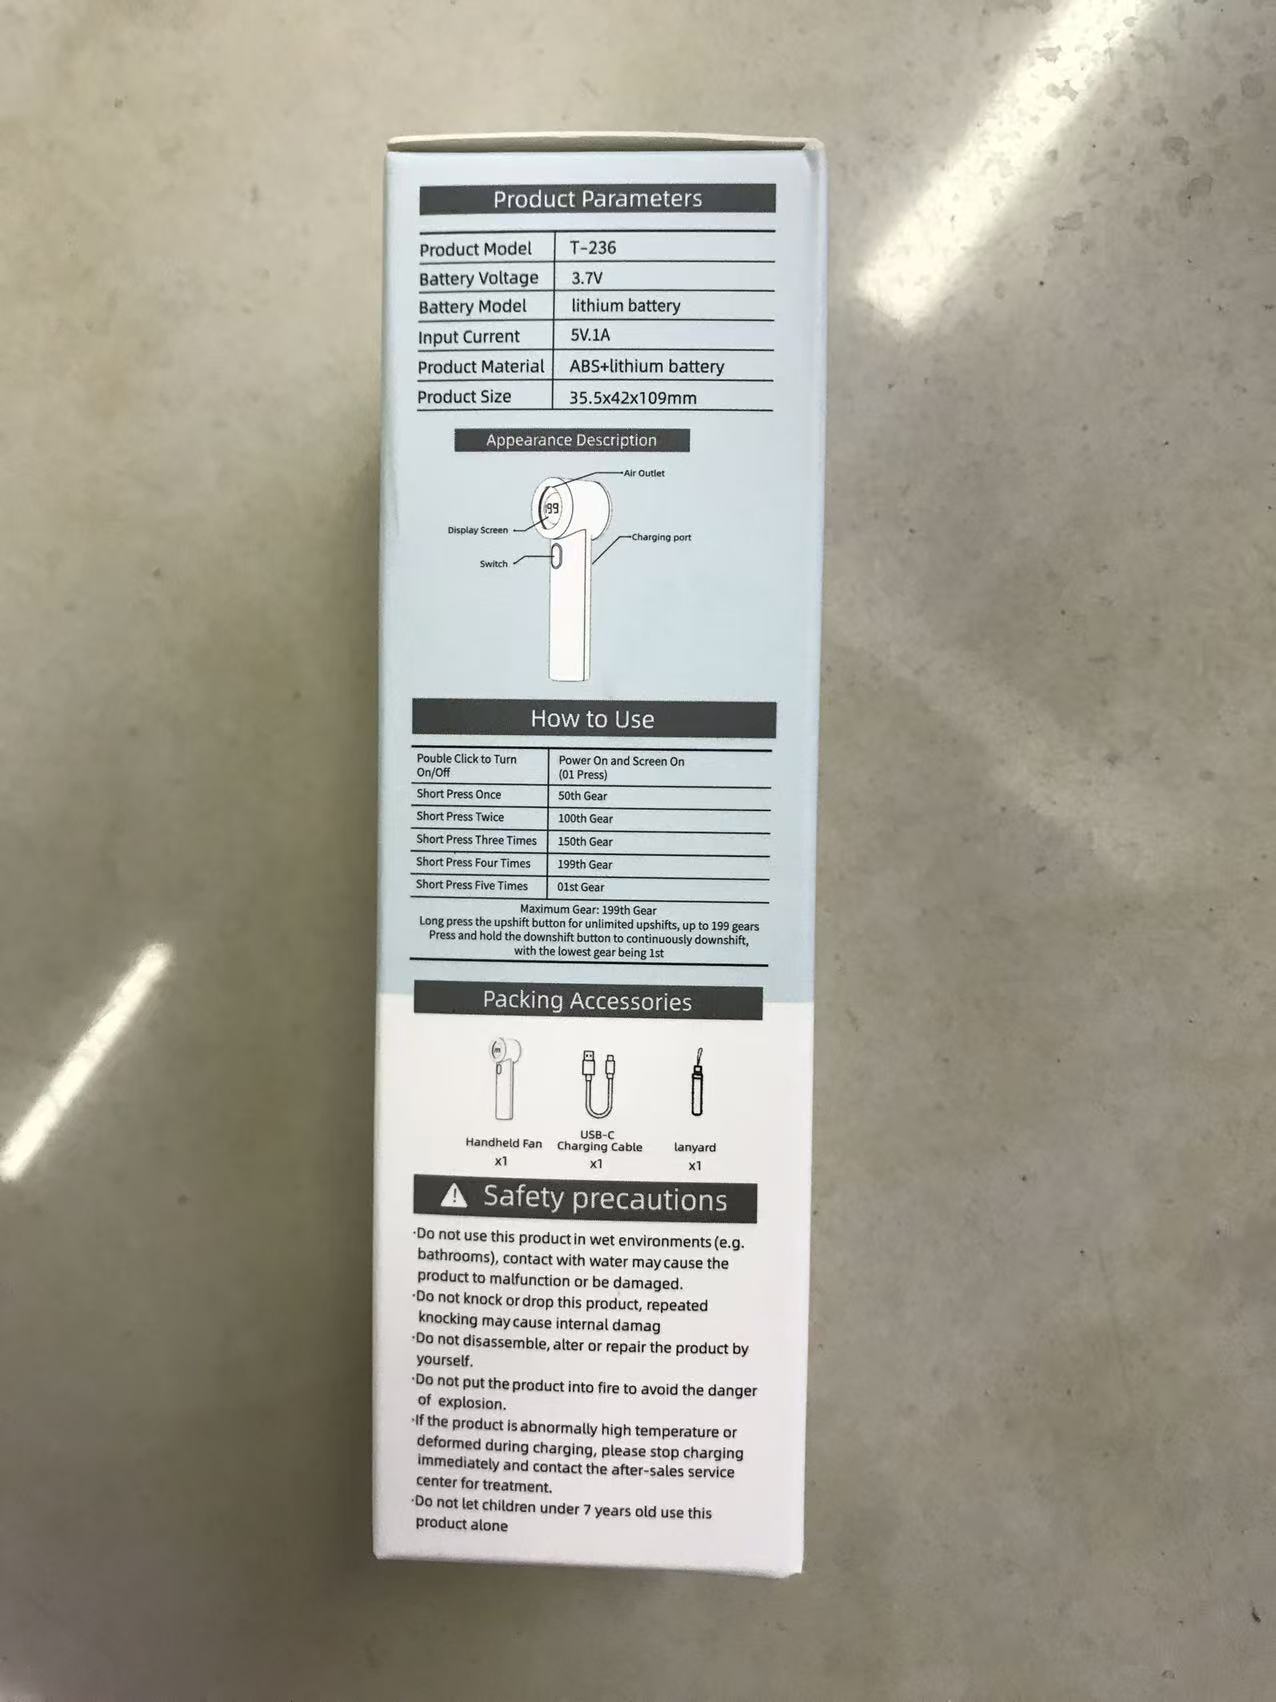 Product Parameters
Product Model T-236
Battery Voltage 3.7V
Battery Model lithium battery
Input Current 5V.1A
Product Material ABS+lithium battery
Product Size 35.5x42x109mm
Appearance Description
Air Outlet
199
Display Screen
Charging port
Switch
How to Use
Pouble Click to Turn
On/Off
Power On and Screen On
(01 Press)
Short Press Once 50th Gear
Short Press Twice 100th Gear
Short Press Three Times 150th Gear
Short Press Four Times 199th Gear
Short Press Five Times 01st Gear
Maximum Gear: 199th Gear
Long press the upshift button for unlimited upshifts, up to 199 gears
Press and hold the downshift button to continuously downshift,
with the lowest gear being 1st
Packing Accessories
Handheld Fan
x1
USB-C
Charging Cable
x1
lanyard
x1
Safety precautions
·Do not use this product in wet environments (e.g.
bathrooms), contact with water may cause the
product to malfunction or be damaged.
·Do not knock or drop this product, repeated
knocking may cause internal damag
·Do not disassemble, alter or repair the product by
yourself.
·Do not put the product into fire to avoid the danger
of explosion.
·If the product is abnormally high temperature or
deformed during charging, please stop charging
immediately and contact the after-sales service
center for treatment.
·Do not let children under 7 years old use this
product alone